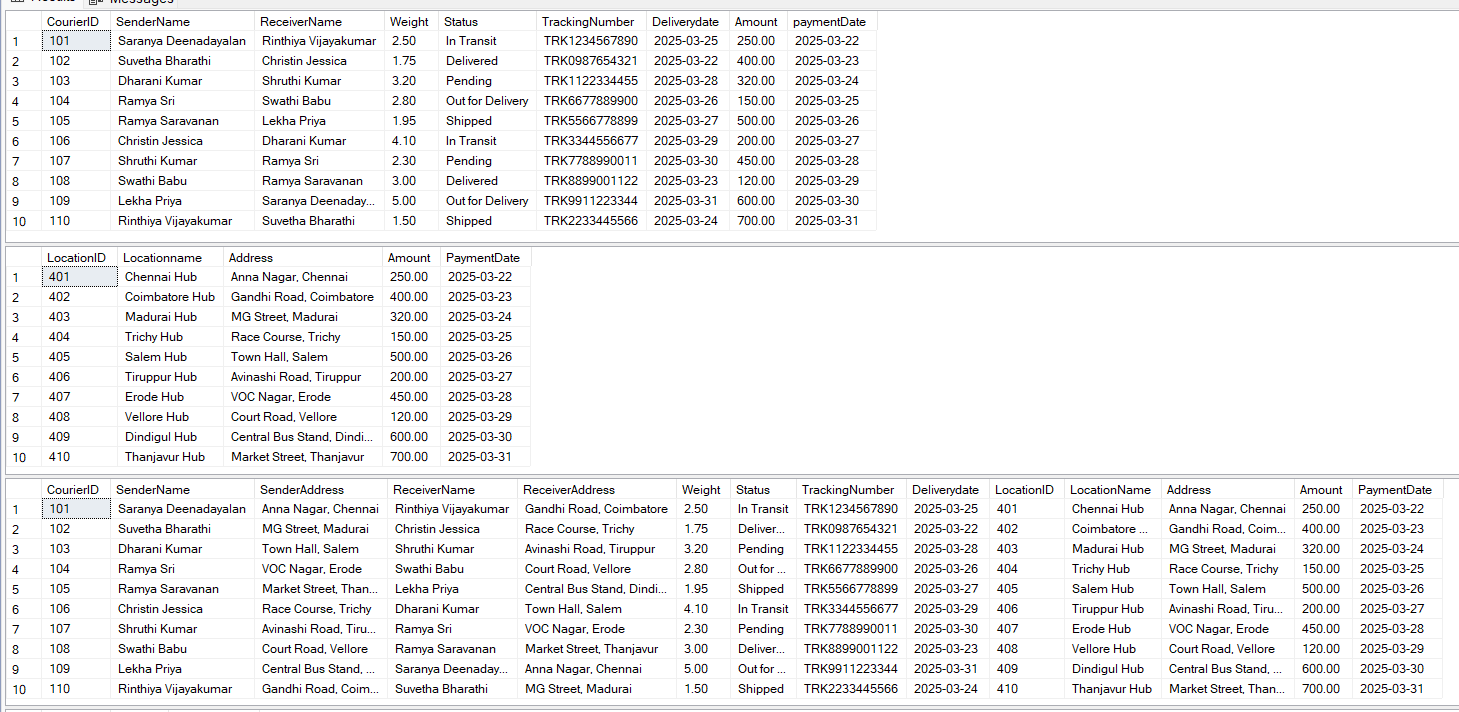 Results Messages
CourierID SenderName ReceiverName Weight Status TrackingNumber Deliverydate Amount paymentDate
1 101 Saranya Deenadayalan Rinthiya Vijayakumar 2.50 In Transit TRK1234567890 2025-03-25 250.00 2025-03-22
2 102 Suvetha Bharathi Christin Jessica 1.75 Delivered TRK0987654321 2025-03-22 400.00 2025-03-23
3 103 Dharani Kumar Shruthi Kumar 3.20 Pending TRK1122334455 2025-03-28 320.00 2025-03-24
4 104 Ramya Sri Swathi Babu 2.80 Out for Delivery TRK6677889900 2025-03-26 150.00 2025-03-25
5 105 Ramya Saravanan Lekha Priya 1.95 Shipped TRK5566778899 2025-03-27 500.00 2025-03-26
6 106 Christin Jessica Dharani Kumar 4.10 In Transit TRK3344556677 2025-03-29 200.00 2025-03-27
7 107 Shruthi Kumar Ramya Sri 2.30 Pending TRK7788990011 2025-03-30 450.00 2025-03-28
8 108 Swathi Babu Ramya Saravanan 3.00 Delivered TRK8899001122 2025-03-23 120.00 2025-03-29
9 109 Lekha Priya Saranya Deenaday... 5.00 Out for Delivery TRK9911223344 2025-03-31 600.00 2025-03-30
10 110 Rinthiya Vijayakumar Suvetha Bharathi 1.50 Shipped TRK2233445566 2025-03-24 700.00 2025-03-31
LocationID Locationname Address Amount PaymentDate
1 401 Chennai Hub Anna Nagar, Chennai 250.00 2025-03-22
2 402 Coimbatore Hub Gandhi Road, Coimbatore 400.00 2025-03-23
3 403 Madurai Hub MG Street, Madurai 320.00 2025-03-24
4 404 Trichy Hub Race Course, Trichy 150.00 2025-03-25
5 405 Salem Hub Town Hall, Salem 500.00 2025-03-26
6 406 Tiruppur Hub Avinashi Road, Tiruppur 200.00 2025-03-27
7 407 Erode Hub VOC Nagar, Erode 450.00 2025-03-28
8 408 Vellore Hub Court Road, Vellore 120.00 2025-03-29
9 409 Dindigul Hub Central Bus Stand, Dindi... 600.00 2025-03-30
10 410 Thanjavur Hub Market Street, Thanjavur 700.00 2025-03-31
CourierID SenderName SenderAddress ReceiverName ReceiverAddress Weight Status TrackingNumber Deliverydate LocationID LocationName Address Amount PaymentDate
1 101 Saranya Deenadayalan Anna Nagar, Chennai Rinthiya Vijayakumar Gandhi Road, Coimbatore 2.50 In Transit TRK1234567890 2025-03-25 401 Chennai Hub Anna Nagar, Chennai 250.00 2025-03-22
2 102 Suvetha Bharathi MG Street, Madurai Christin Jessica Race Course, Trichy 1.75 Deliver... TRK0987654321 2025-03-22 402 Coimbatore ... Gandhi Road, Coim... 400.00 2025-03-23
3 103 Dharani Kumar Town Hall, Salem Shruthi Kumar Avinashi Road, Tiruppur 3.20 Pending TRK1122334455 2025-03-28 403 Madurai Hub MG Street, Madurai 320.00 2025-03-24
4 104 Ramya Sri VOC Nagar, Erode Swathi Babu Court Road, Vellore 2.80 Out for ... TRK6677889900 2025-03-26 404 Trichy Hub Race Course, Trichy 150.00 2025-03-25
5 105 Ramya Saravanan Market Street, Than... Lekha Priya Central Bus Stand, Dindi... 1.95 Shipped TRK5566778899 2025-03-27 405 Salem Hub Town Hall, Salem 500.00 2025-03-26
6 106 Christin Jessica Race Course, Trichy Dharani Kumar Town Hall, Salem 4.10 In Transit TRK3344556677 2025-03-29 406 Tiruppur Hub Avinashi Road, Tiru... 200.00 2025-03-27
7 107 Shruthi Kumar Avinashi Road, Tiru... Ramya Sri VOC Nagar, Erode 2.30 Pending TRK7788990011 2025-03-30 407 Erode Hub VOC Nagar, Erode 450.00 2025-03-28
8 108 Swathi Babu Court Road, Vellore Ramya Saravanan Market Street, Thanjavur 3.00 Deliver... TRK8899001122 2025-03-23 408 Vellore Hub Court Road, Vellore 120.00 2025-03-29
9 109 Lekha Priya Central Bus Stand, ... Saranya Deenaday... Anna Nagar, Chennai 5.00 Out for ... TRK9911223344 2025-03-31 409 Dindigul Hub Central Bus Stand, ... 600.00 2025-03-30
10 110 Rinthiya Vijayakumar Gandhi Road, Coim... Suvetha Bharathi MG Street, Madurai 1.50 Shipped TRK2233445566 2025-03-24 410 Thanjavur Hub Market Street, Than... 700.00 2025-03-31